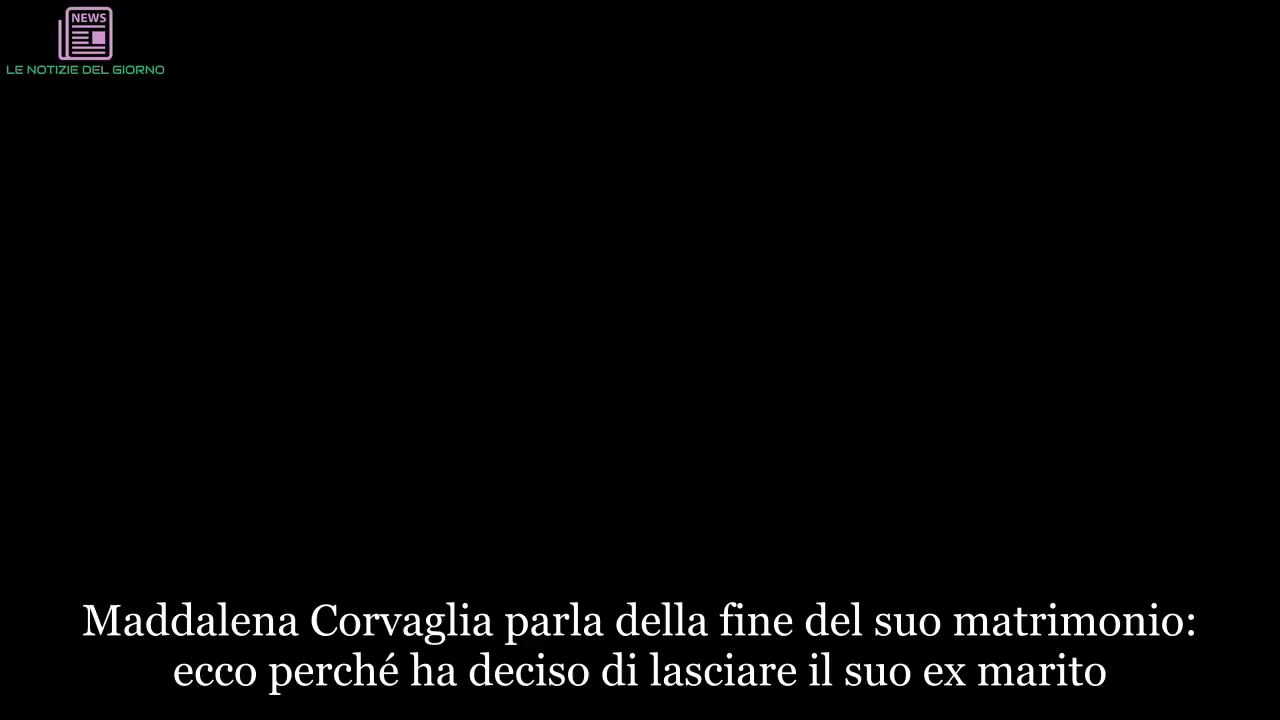 NEWS
LE NOTIZIE DEL GIORNO
Maddalena Corvaglia parla della fine del suo matrimonio:
ecco perché ha deciso di lasciare il suo ex marito